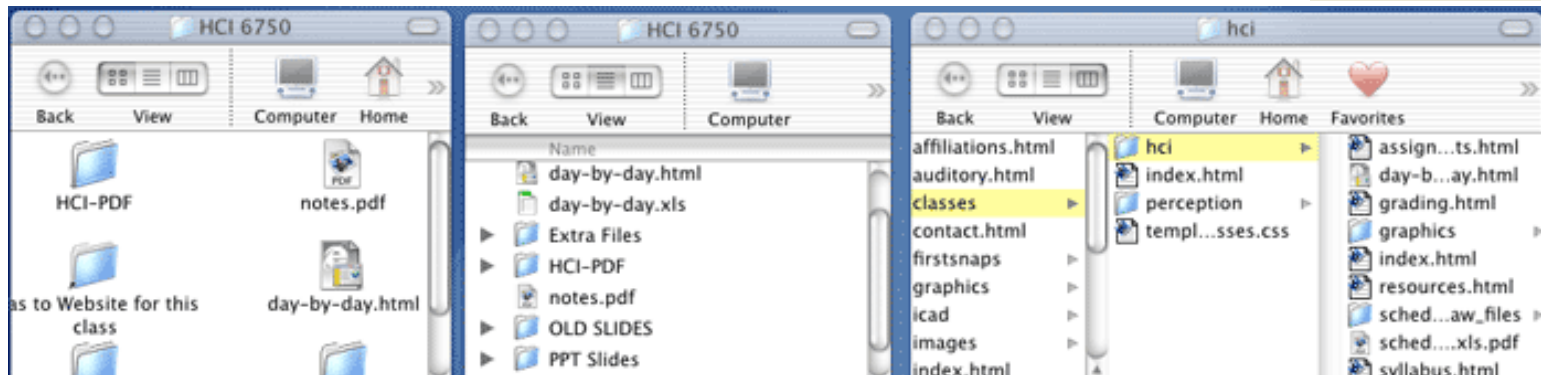 HCI 6750
Back View Computer Home
HCI-PDF notes.pdf
as to Website for this
class
day-by-day.html
HCI 6750
Back View Computer
Name
day-by-day.html
day-by-day.xls
Extra Files
HCI-PDF
notes.pdf
OLD SLIDES
PPT Slides
hci
Back View Computer Home Favorites
affiliations.html
auditory.html
classes
contact.html
firstsnaps
graphics
icad
images
index.html
hci
index.html
perception
templ...sses.css
assign...ts.html
day-b...ay.html
grading.html
graphics
index.html
resources.html
sched...aw_files
sched....xls.pdf
syllabus.html